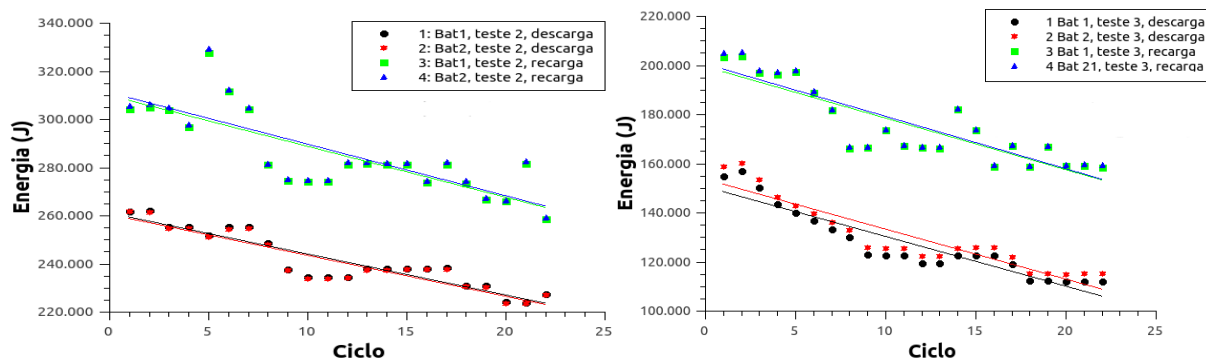 340.000
320.000
300.000
280.000
260.000
240.000
220.000
Energia (J)
0
5
10
15
20
25
Ciclo
1: Bat1, teste 2, descarga
2: Bat2, teste 2, descarga
3: Bat1, teste 2, recarga
4: Bat2, teste 2, recarga
220.000
200.000
180.000
160.000
140.000
120.000
100.000
Energia (J)
0
5
10
15
20
25
Ciclo
1 Bat 1, teste 3, descarga
2 Bat 2, teste 3, descarga
3 Bat 1, teste 3, recarga
4 Bat 21, teste 3, recarga